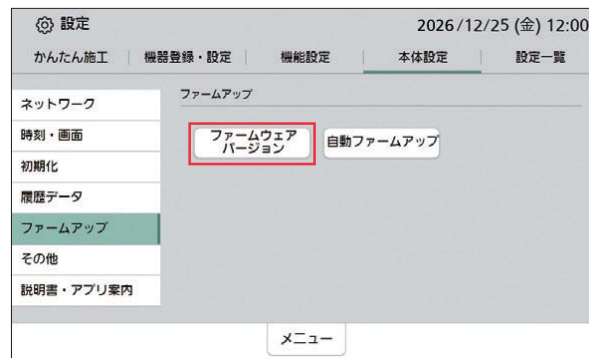 設定 2026/12/25 (金) 12:00
かんたん施工 機器登録・設定 機能設定 本体設定 設定一覧
ネットワーク
時刻・画面
初期化
履歴データ
ファームアップ
その他
説明書・アプリ案内
ファームアップ
ファームウェア
バージョン
自動ファームアップ
メニュー